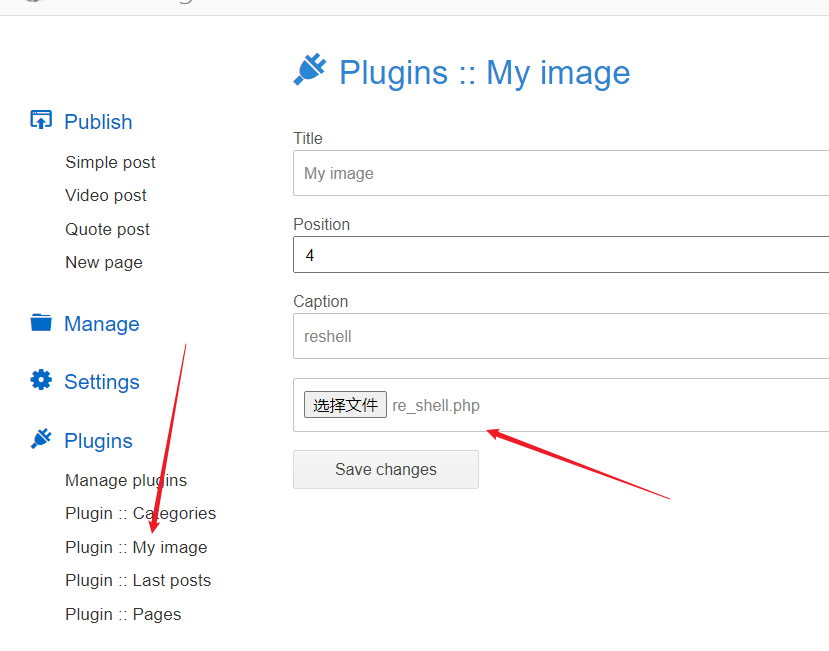 Plugins :: My image
Publish
Simple post
Video post
Quote post
New page
Manage
Settings
Plugins
Manage plugins
Plugin :: Categories
Plugin :: My image
Plugin :: Last posts
Plugin :: Pages
Title
My image
Position
4
Caption
reshell
选择文件 re_shell.php
Save changes